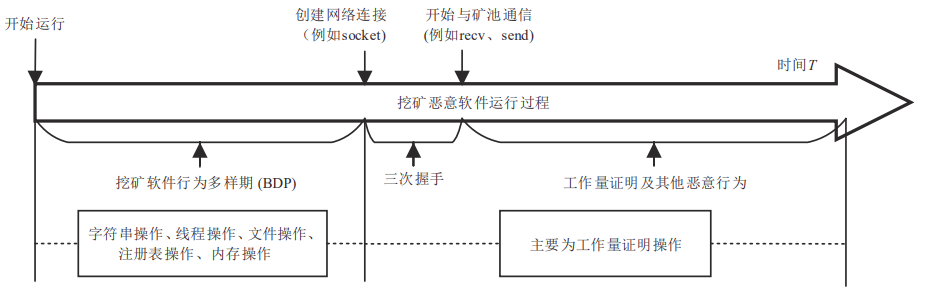 开始运行
创建网络连接
（例如socket)
开始与矿池通信
(例如recv、send)
时间T
挖矿恶意软件运行过程
挖矿软件行为多样期 (BDP)
三次握手
工作量证明及其他恶意行为
字符串操作、线程操作、文件操作、
注册表操作、内存操作
主要为工作量证明操作